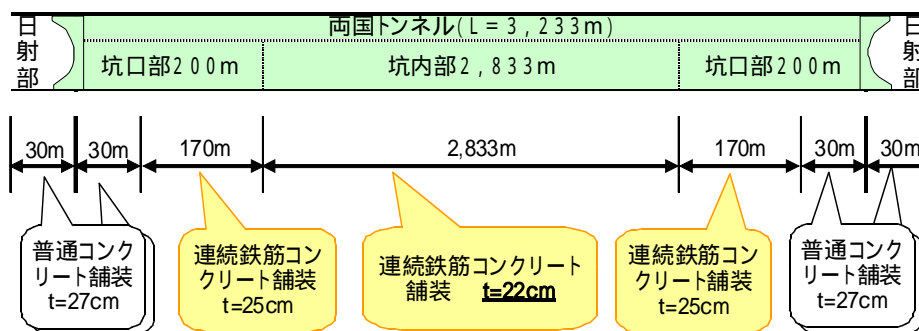 両国トンネル(L=3,233m)
日射部
坑口部200m
坑内部2,833m
坑口部200m
日射部
30m
30m
170m
2,833m
170m
30m
30m
普通コンク
リート舗装
t=27cm
連続鉄筋コン
クリート舗装
t=25cm
連続鉄筋コンクリート
舗装 t=22cm
連続鉄筋コン
クリート舗装
t=25cm
普通コンク
リート舗装
t=27cm